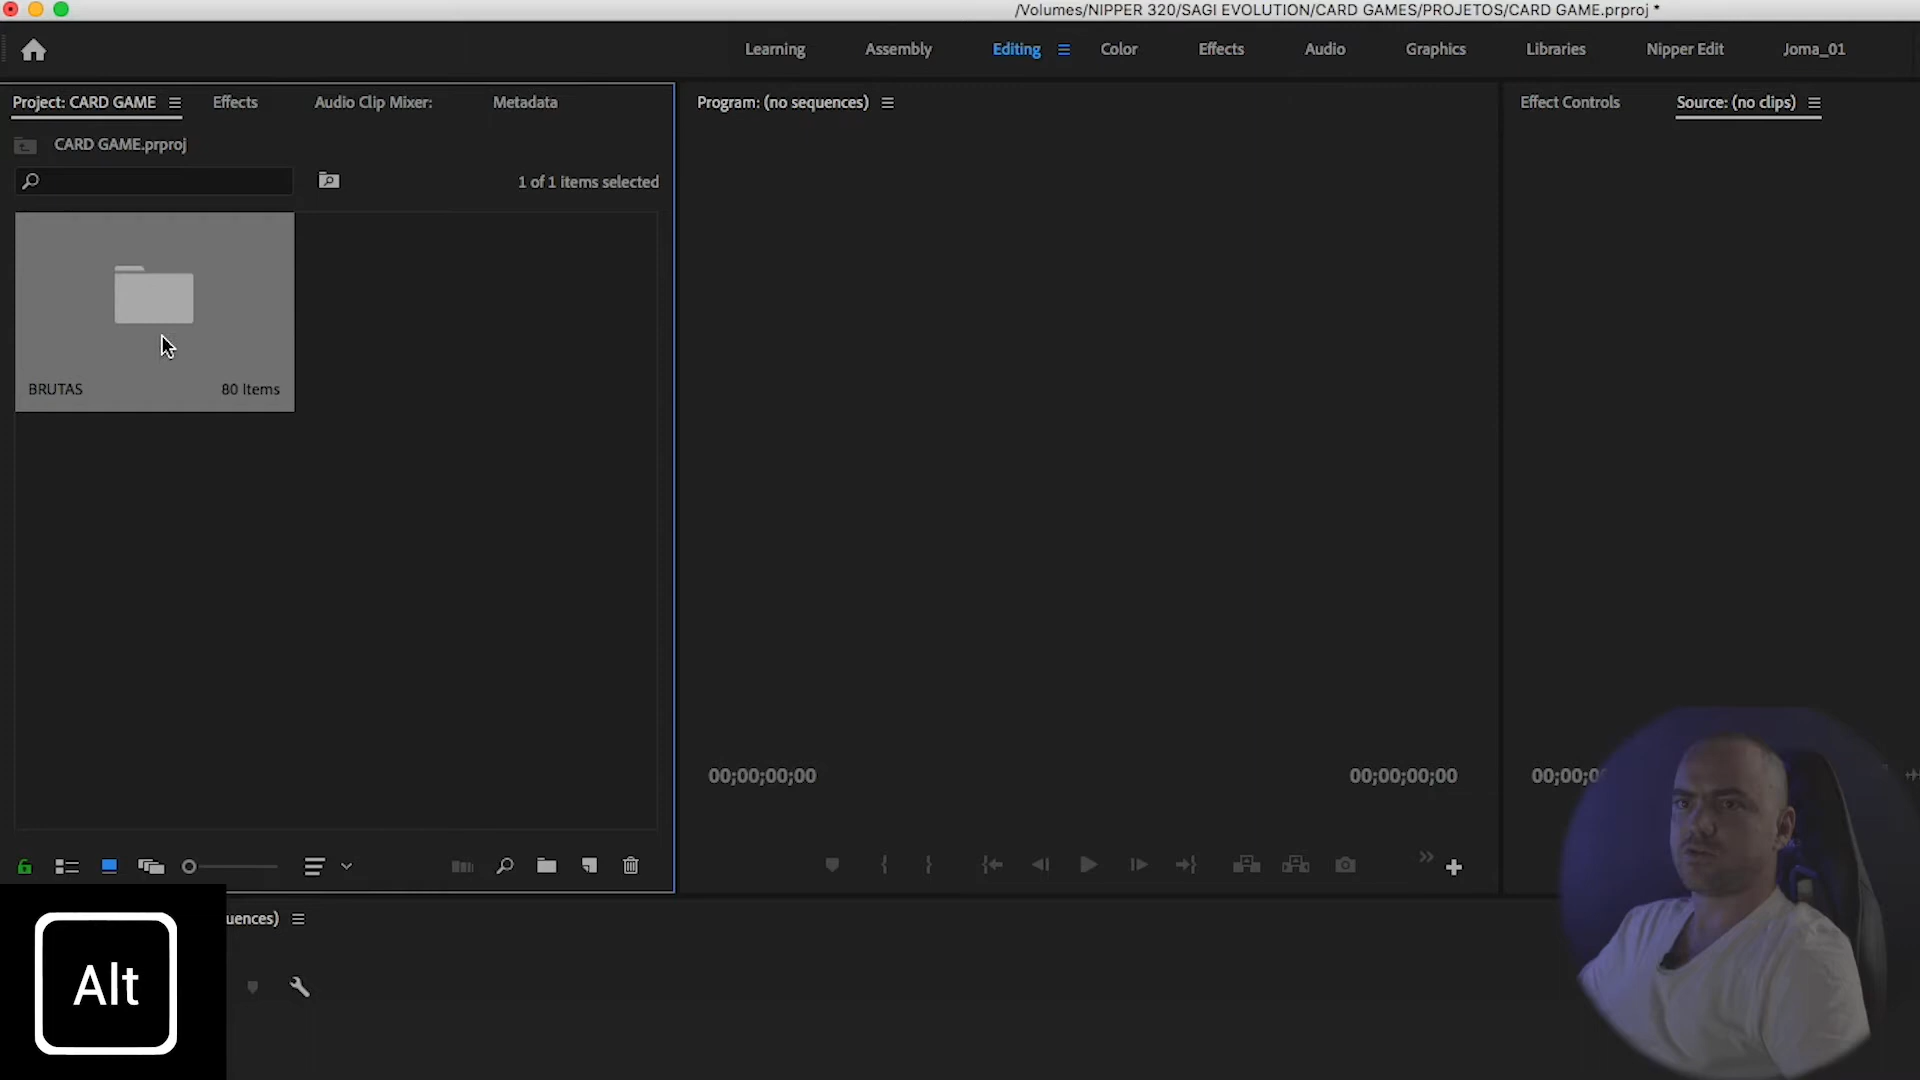 /Volumes/NIPPER 320/SAGI EVOLUTION/CARD GAMES/PROJETOS/CARD GAME.prproj *
Learning Assembly Editing Color Effects Audio Graphics Libraries Nipper Edit Joma_01
Project: CARD GAME Effects Audio Clip Mixer: Metadata Program: (no sequences) Effect Controls Source: (no clips)
CARD GAME.prproj
1 of 1 items selected
BRUTAS 80 Items
00;00;00;00 00;00;00;00 00;00;0
uences)
Alt